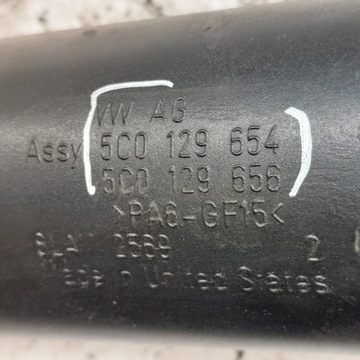 VW AG
Assy 5C0 129 654
5C0 129 656
>PA6-GF15<
2569 2
Made in United States